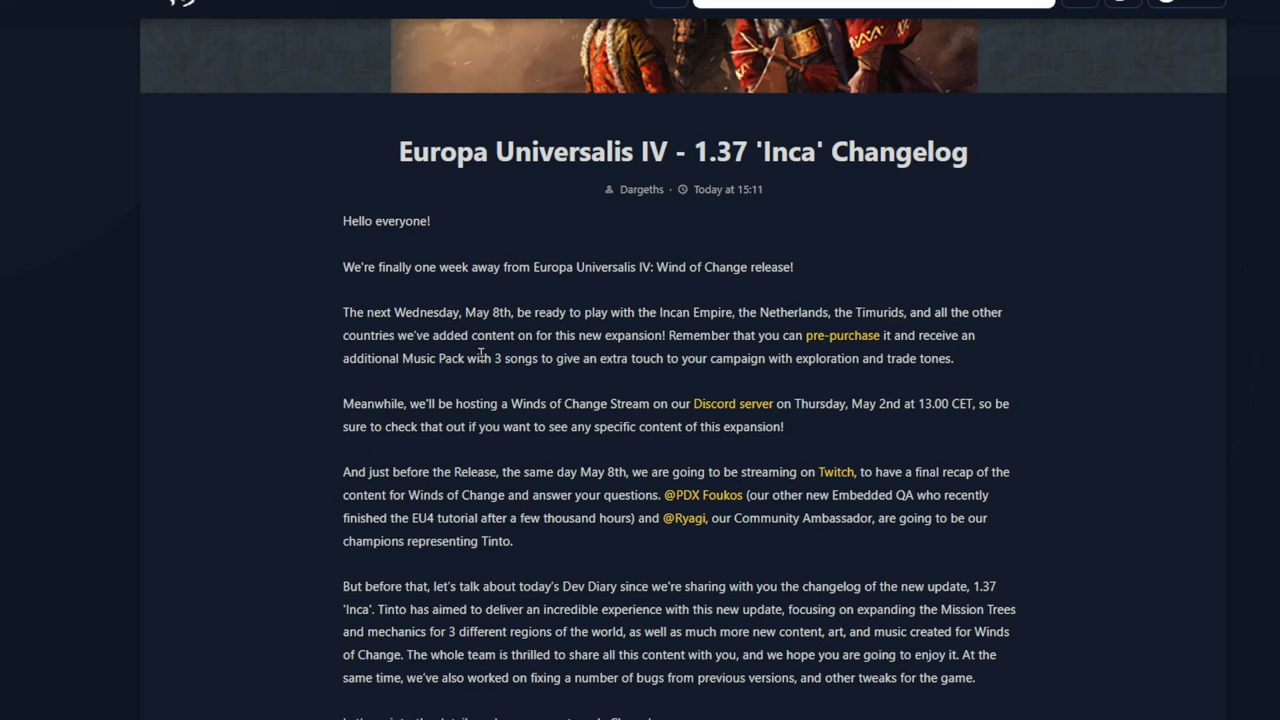 Europa Universalis IV - 1.37 'Inca' Changelog
Dargeths · Today at 15:11
Hello everyone!
We're finally one week away from Europa Universalis IV: Wind of Change release!
The next Wednesday, May 8th, be ready to play with the Incan Empire, the Netherlands, the Timurids, and all the other
countries we've added content on for this new expansion! Remember that you can pre-purchase it and receive an
additional Music Pack with 3 songs to give an extra touch to your campaign with exploration and trade tones.
Meanwhile, we'll be hosting a Winds of Change Stream on our Discord server on Thursday, May 2nd at 13.00 CET, so be
sure to check that out if you want to see any specific content of this expansion!
And just before the Release, the same day May 8th, we are going to be streaming on Twitch, to have a final recap of the
content for Winds of Change and answer your questions. @PDX Foukos (our other new Embedded QA who recently
finished the EU4 tutorial after a few thousand hours) and @Ryagi, our Community Ambassador, are going to be our
champions representing Tinto.
But before that, let's talk about today's Dev Diary since we're sharing with you the changelog of the new update, 1.37
'Inca'. Tinto has aimed to deliver an incredible experience with this new update, focusing on expanding the Mission Trees
and mechanics for 3 different regions of the world, as well as much more new content, art, and music created for Winds
of Change. The whole team is thrilled to share all this content with you, and we hope you are going to enjoy it. At the
same time, we've also worked on fixing a number of bugs from previous versions, and other tweaks for the game.